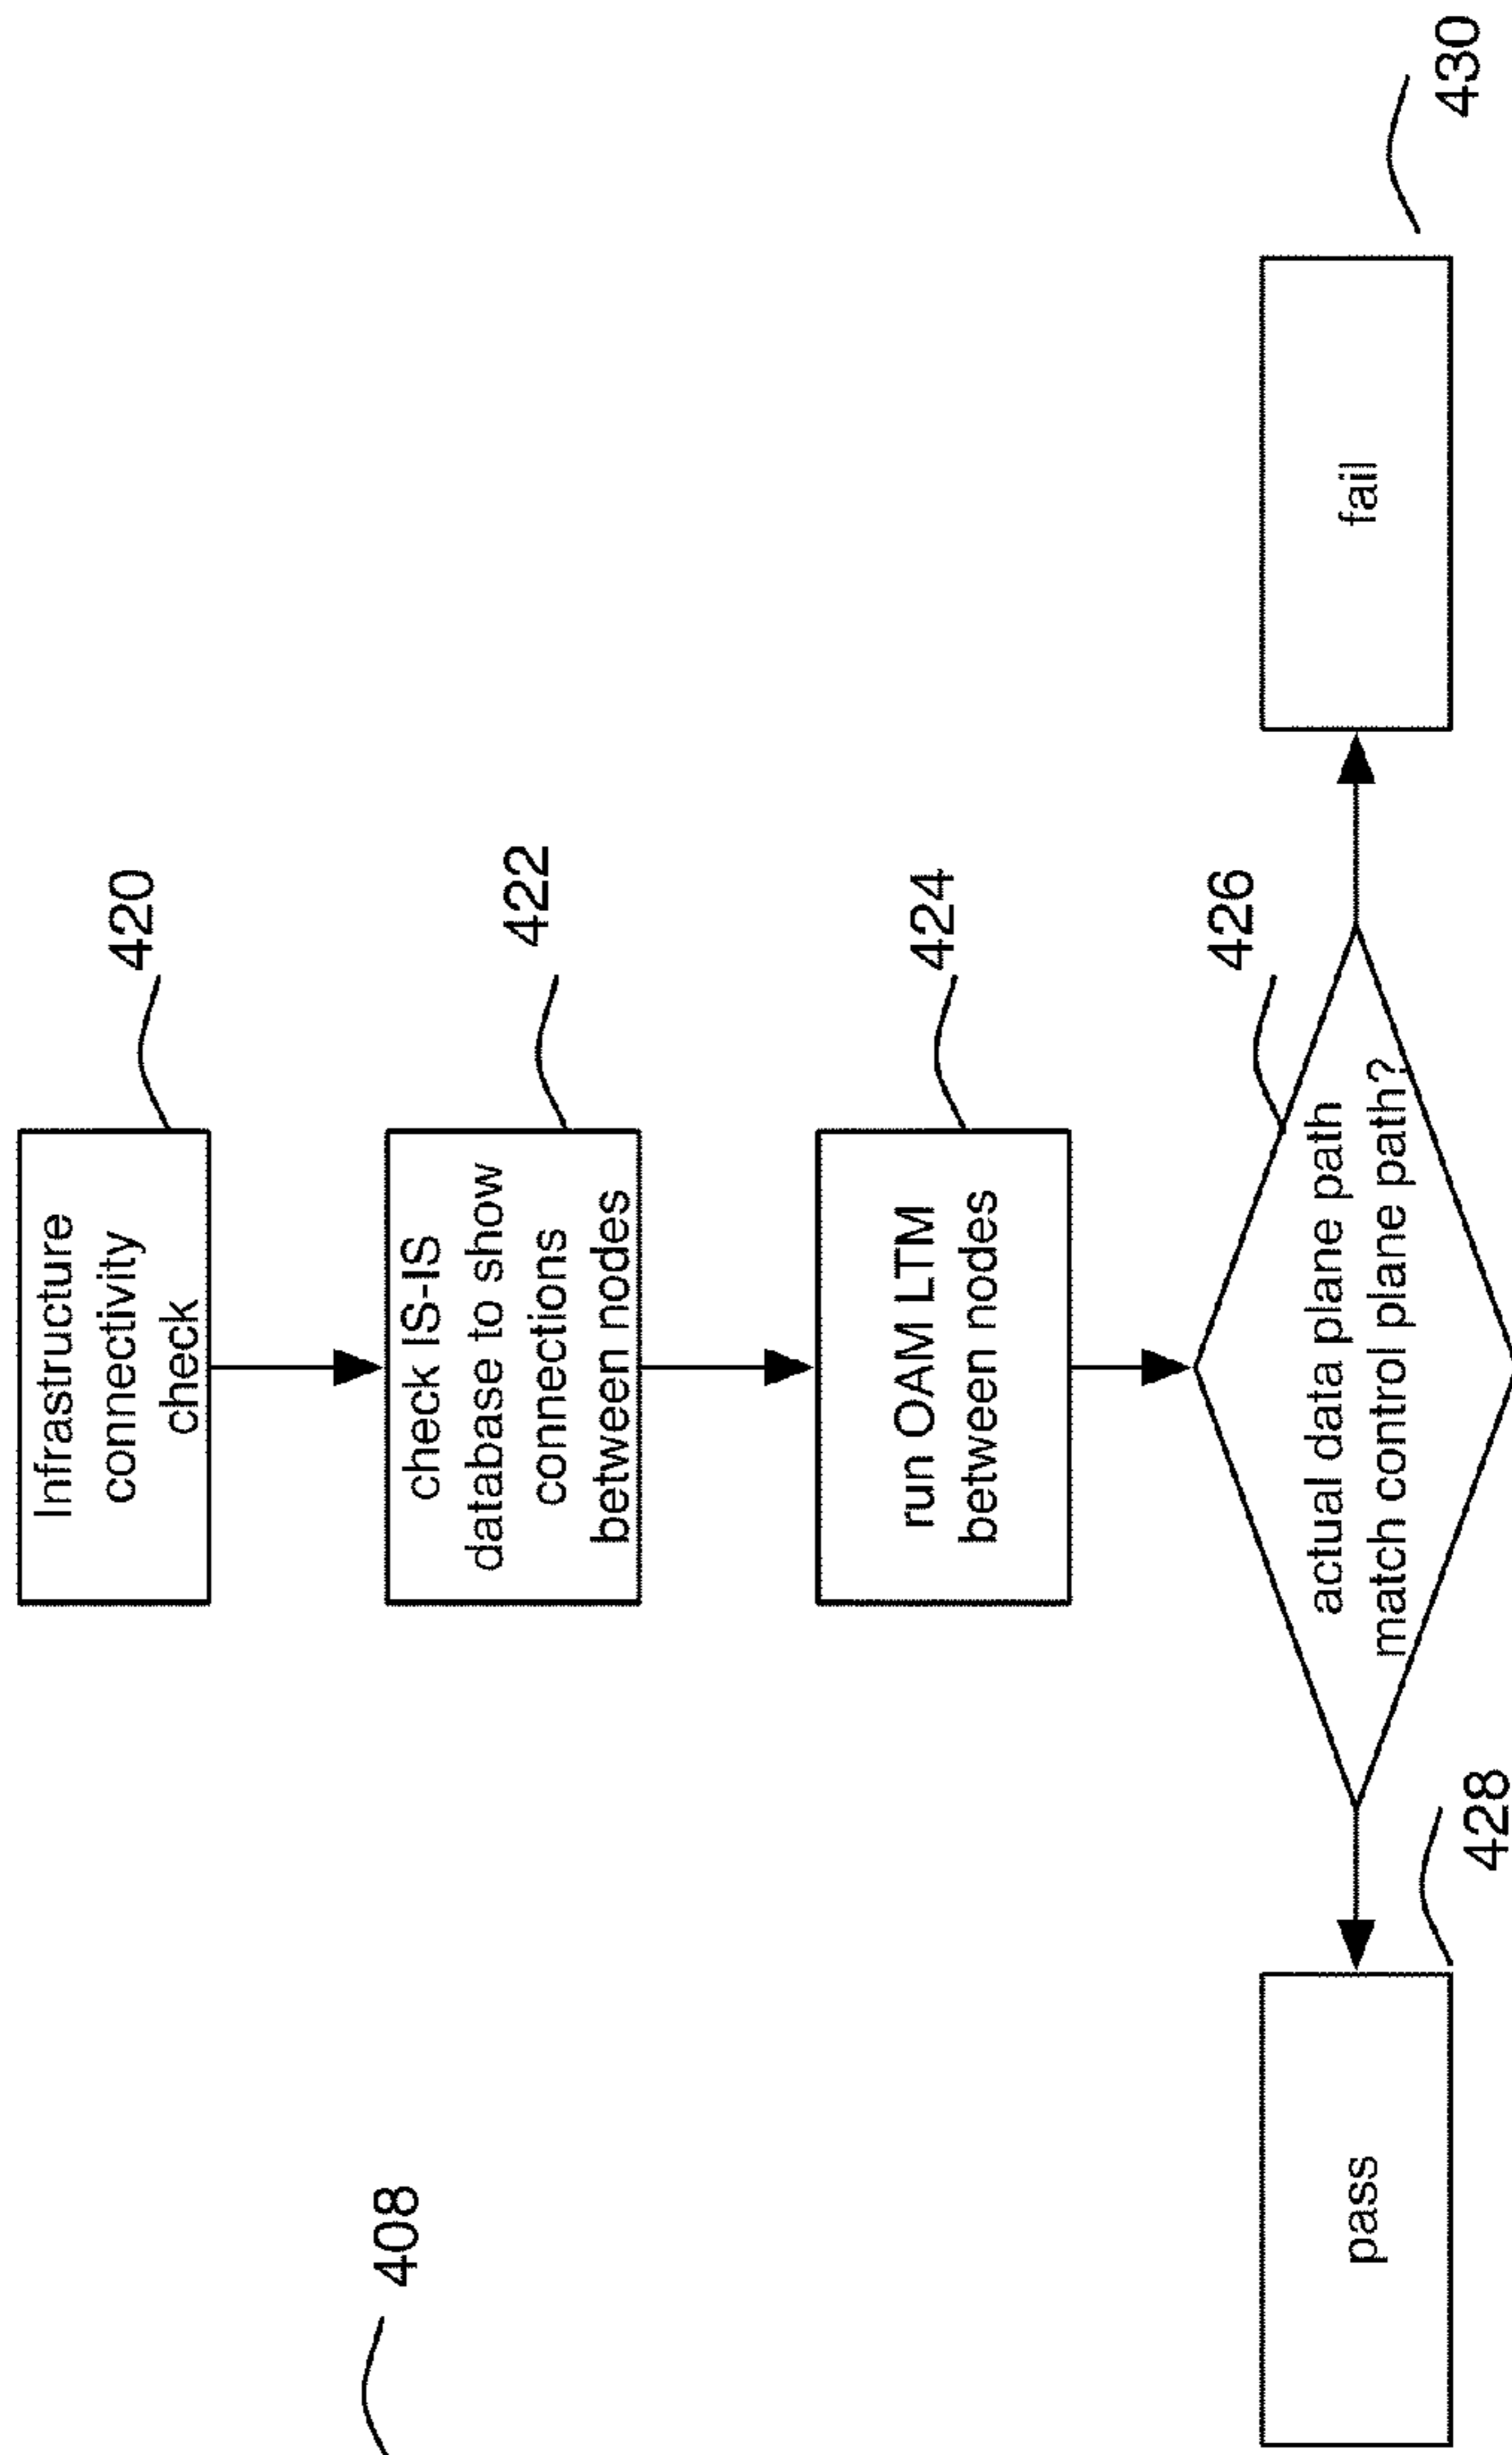 408
Infrastructure
connectivity
check
420
check IS-IS
database to show
connections
between nodes
422
run OAM LTM
between nodes
424
actual data plane path
match control plane path?
426
pass
428
fail
430